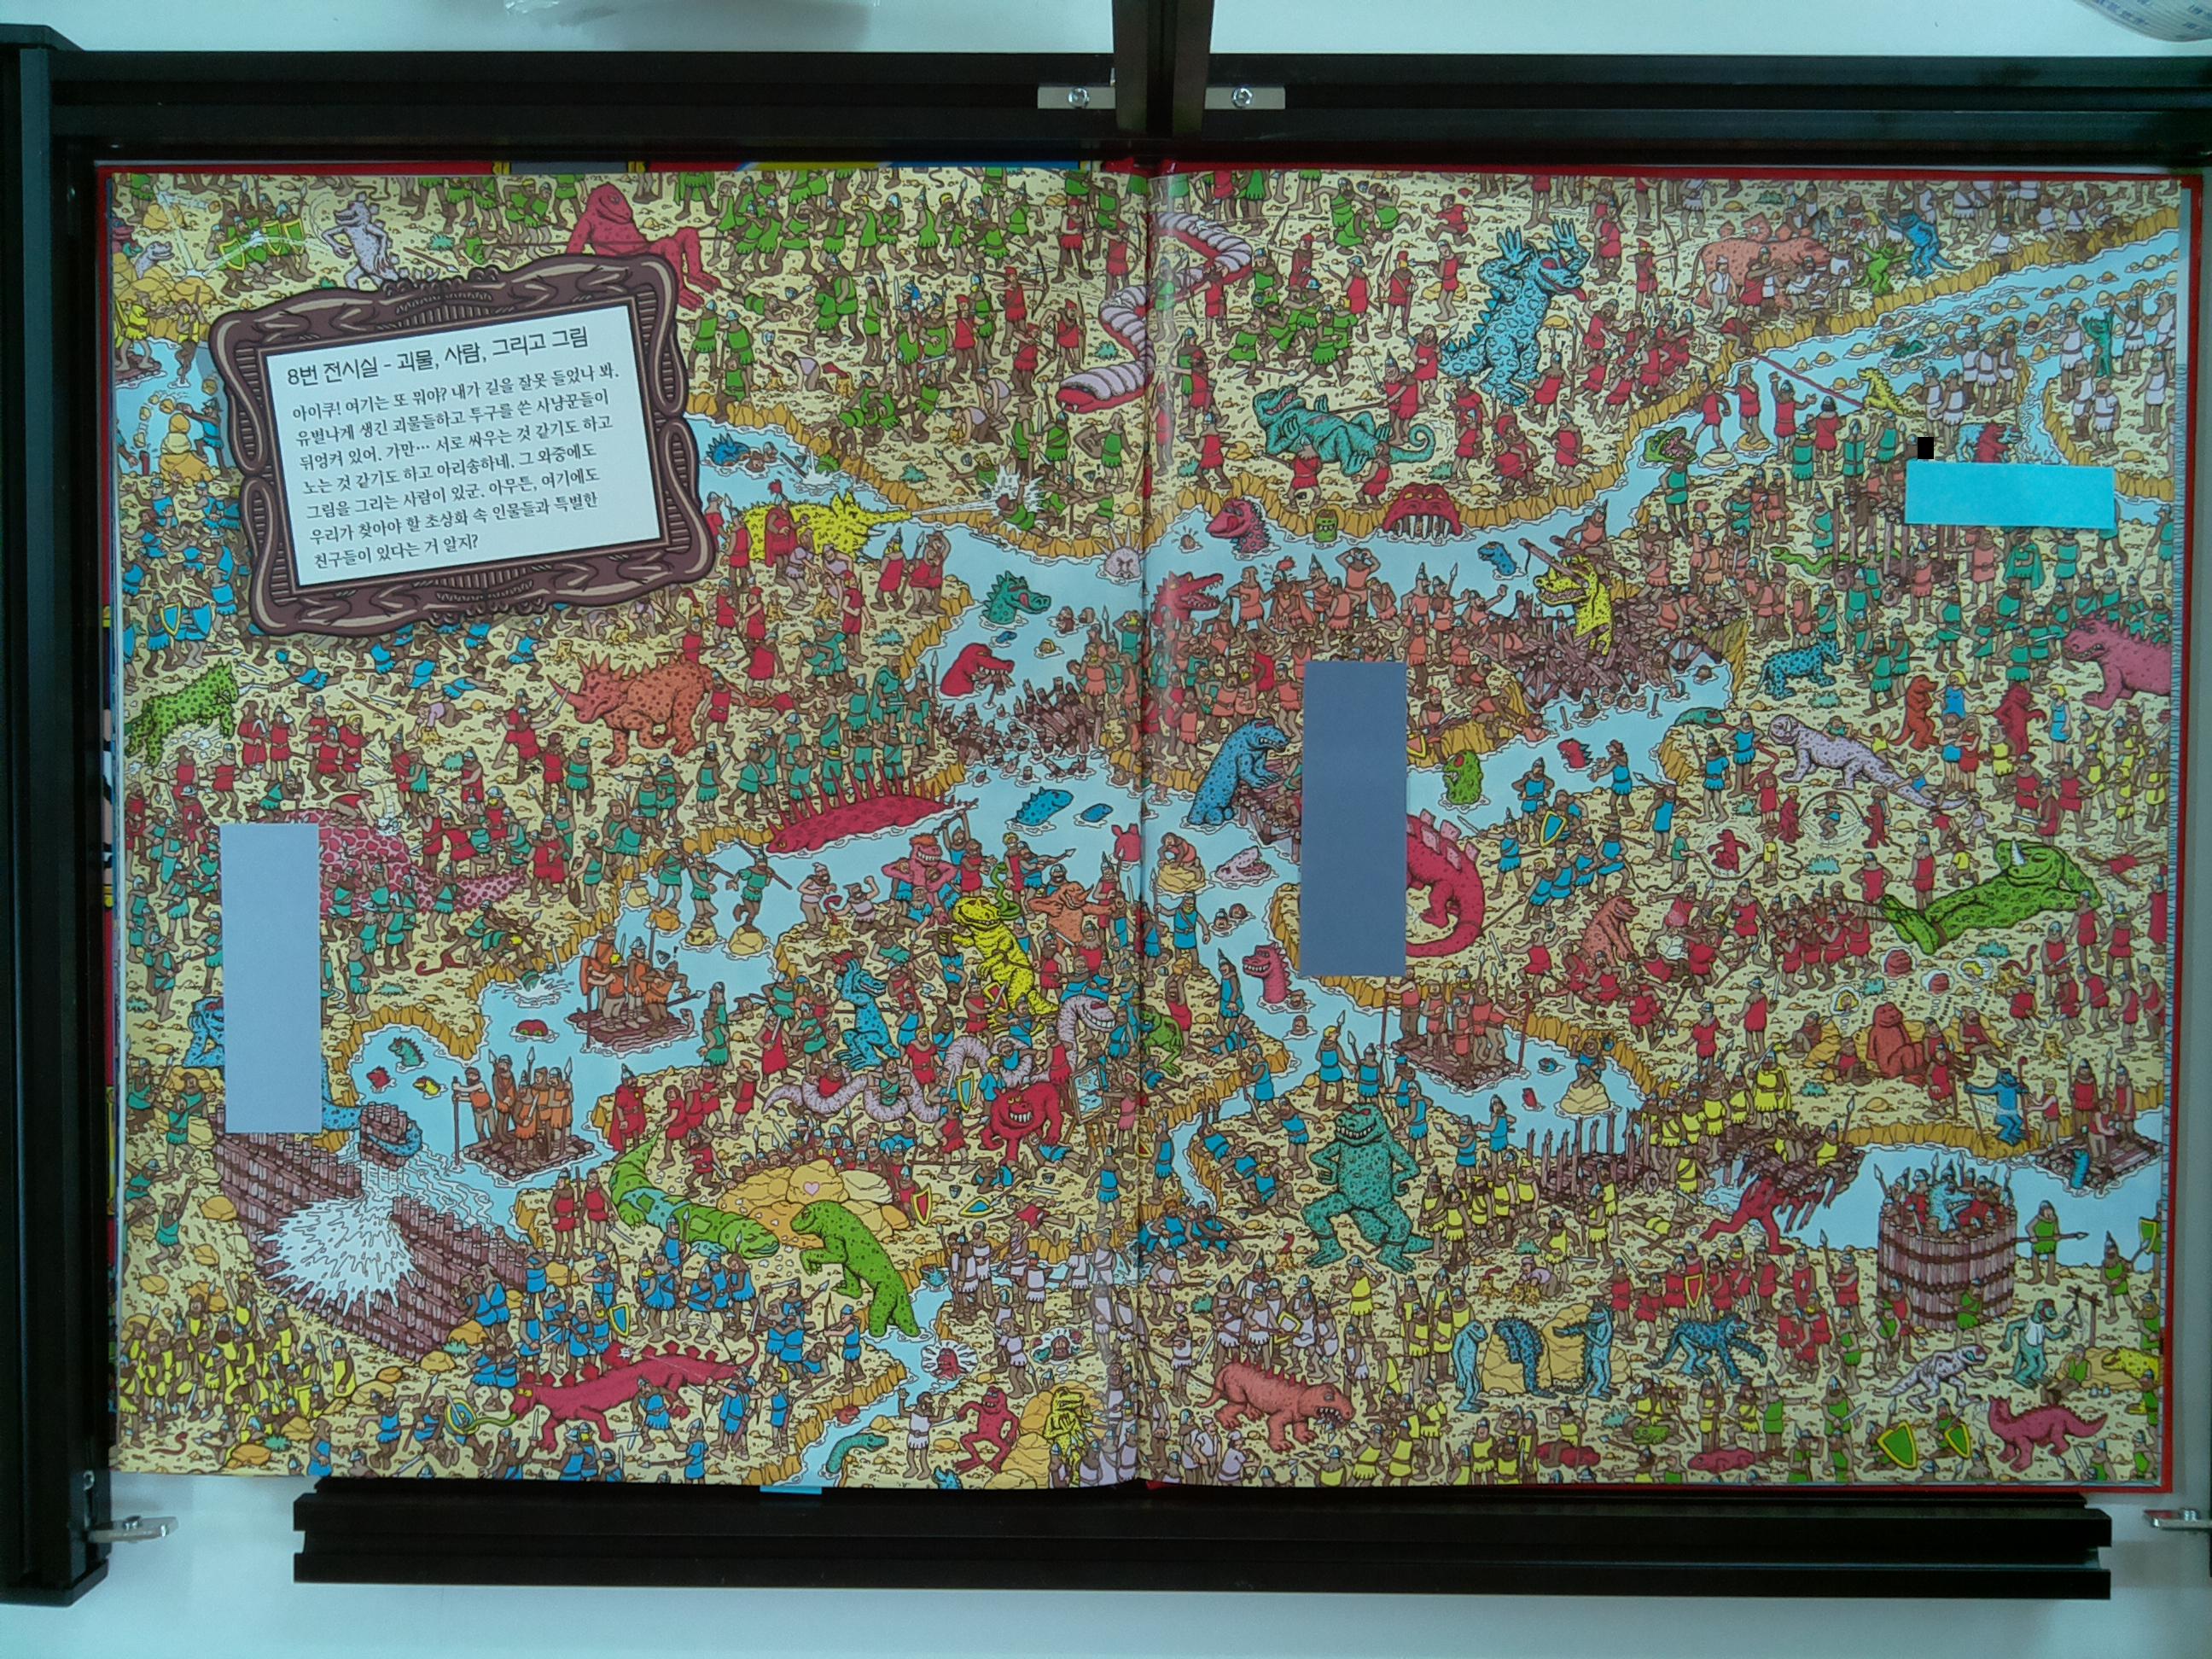 8번 전시실 - 괴물, 사람, 그리고 그림
아이쿠! 여기는 또 뭐야? 내가 길을 잘못 들었나 봐.
유별나게 생긴 괴물들하고 투구를 쓴 사냥꾼들이
뒤엉켜 있어. 가만… 서로 싸우는 것 같기도 하고
노는 것 같기도 하고 아리송하네. 그 와중에도
그림을 그리는 사람이 있군. 아무튼, 여기에도
우리가 찾아야 할 초상화 속 인물들과 특별한
친구들이 있다는 거 알지?